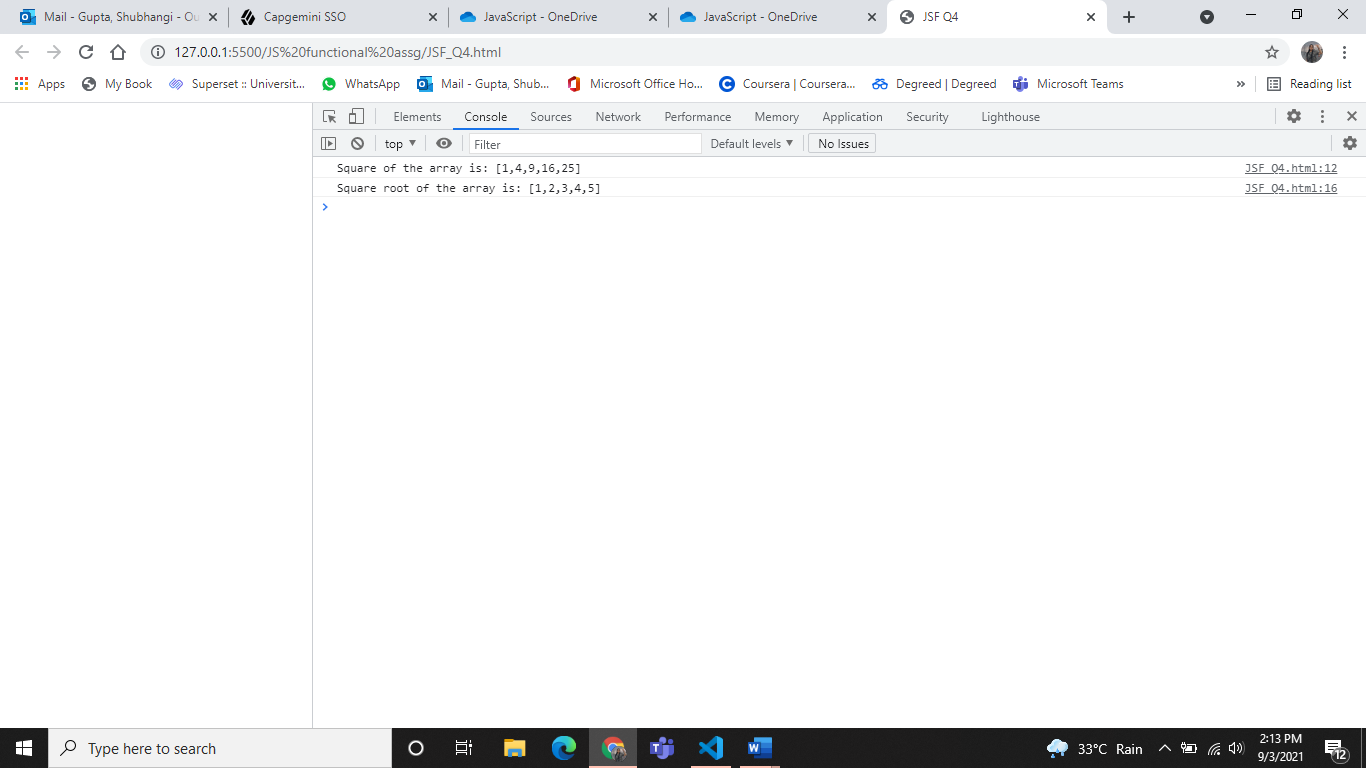 Mail - Gupta, Shubhangi - Ou
Capgemini SSO
JavaScript - OneDrive
JavaScript - OneDrive
JSF Q4
127.0.0.1:5500/JS%20functional%20assg/JSF_Q4.html
Apps
My Book
Superset :: Universit...
WhatsApp
Mail - Gupta, Shub...
Microsoft Office Ho...
Coursera | Coursera...
Degreed | Degreed
Microsoft Teams
»
Reading list
Elements
Console
Sources
Network
Performance
Memory
Application
Security
Lighthouse
top
Filter
Default levels
No Issues
Square of the array is: [1,4,9,16,25]
JSF_Q4.html:12
Square root of the array is: [1,2,3,4,5]
JSF_Q4.html:16
Type here to search
33°C Rain
2:13 PM
9/3/2021
12